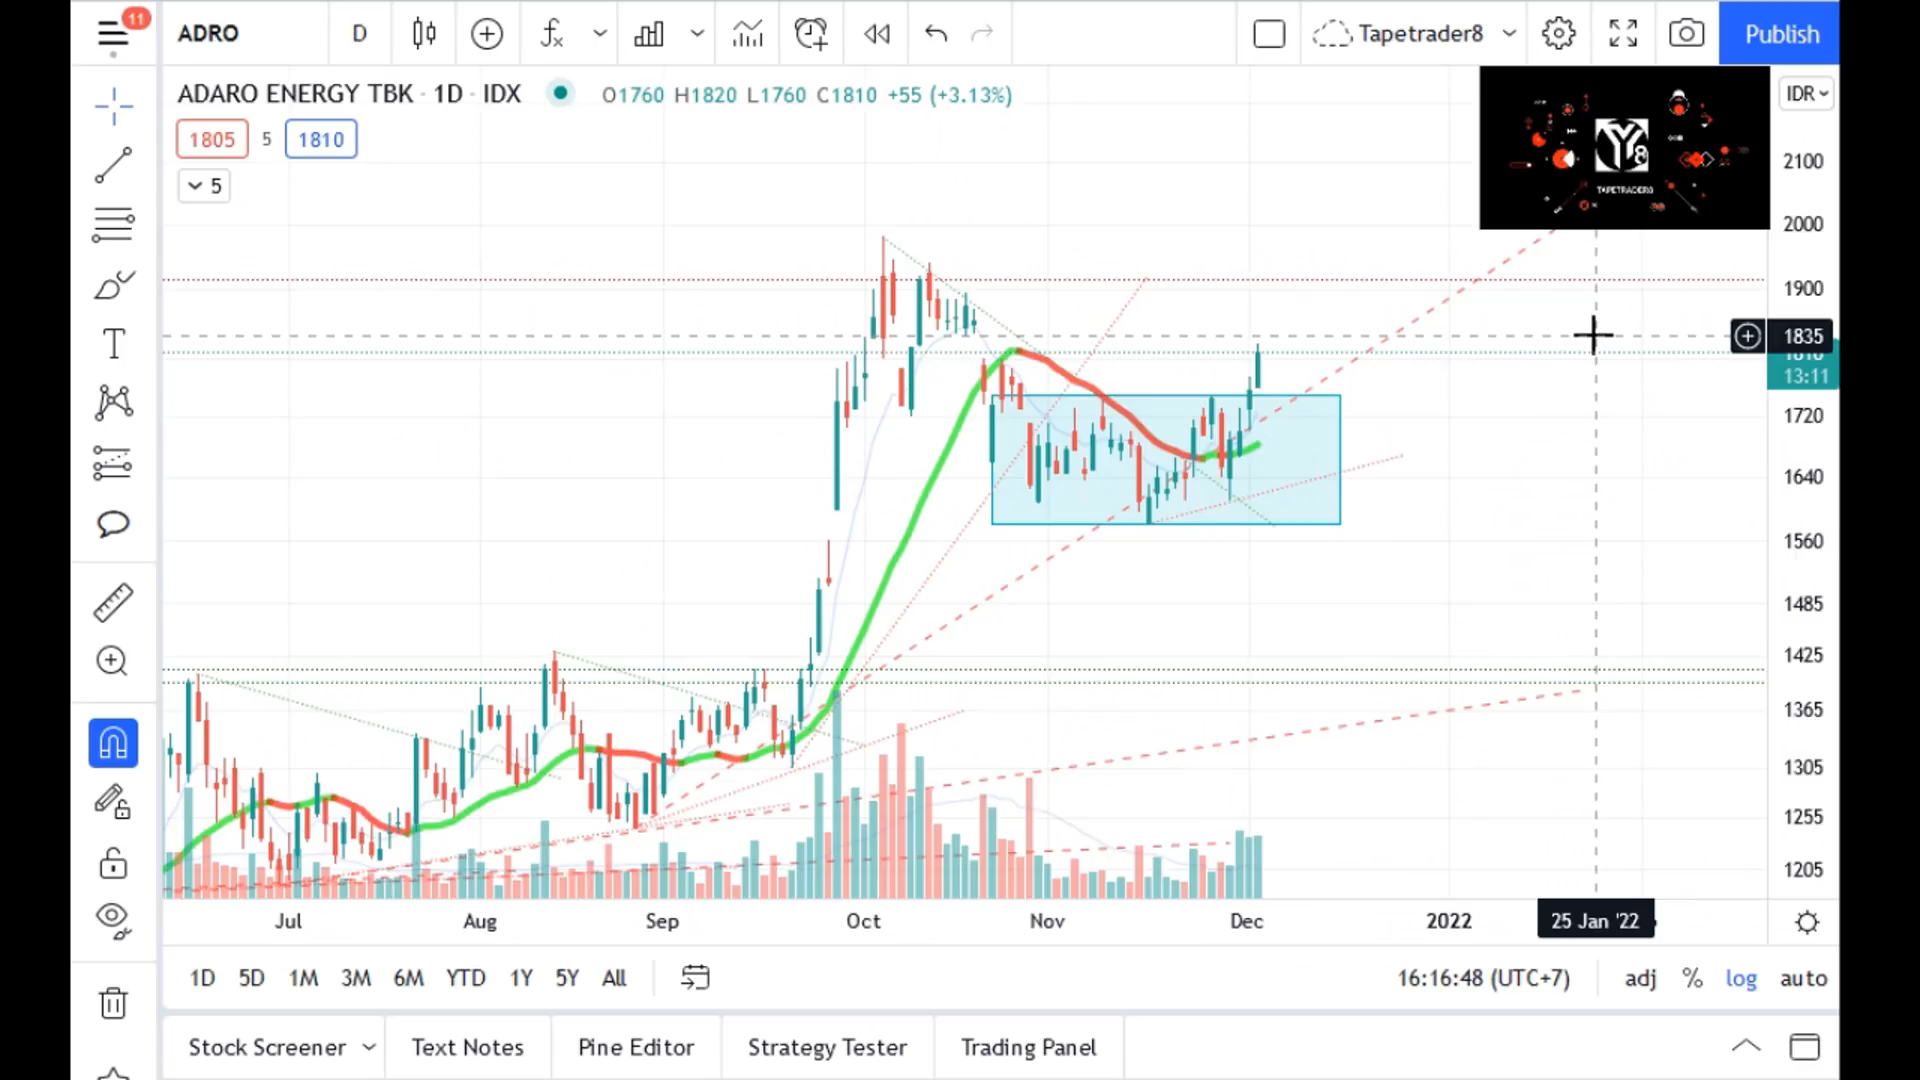 11
ADRO D Tapetrader8 Publish
ADARO ENERGY TBK · 1D · IDX O1760 H1820 L1760 C1810 +55 (+3.13%)
IDR
1805 5 1810
5
TAPETRADER8
2100
2000
1900
1835
1810
13:11
1720
1640
1560
1485
1425
1365
1305
1255
1205
Jul Aug Sep Oct Nov Dec 2022 25 Jan '22
1D 5D 1M 3M 6M YTD 1Y 5Y All 16:16:48 (UTC+7) adj % log auto
Stock Screener Text Notes Pine Editor Strategy Tester Trading Panel